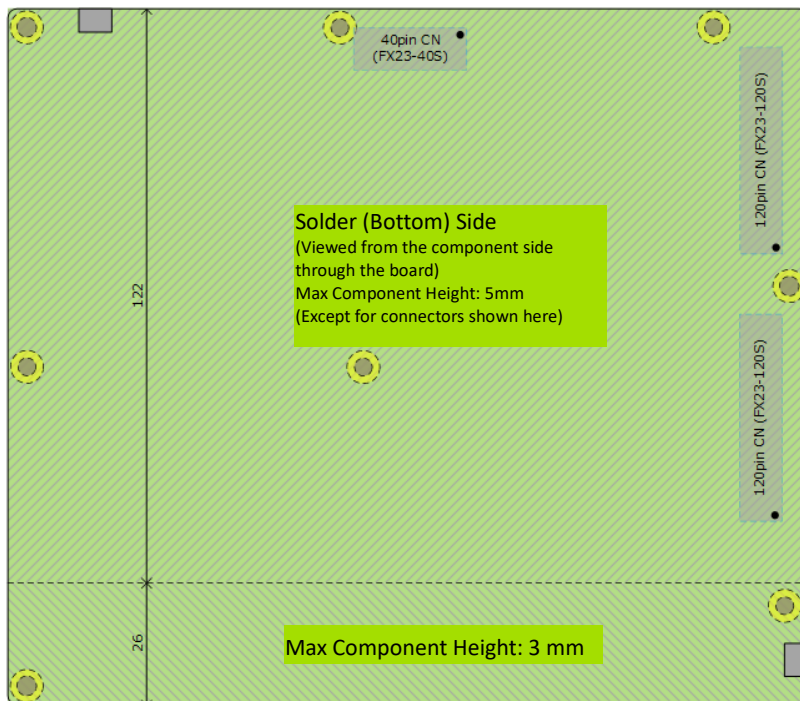 40pin CN
(FX23-40S)
120pin CN (FX23-120S)
Solder (Bottom) Side
(Viewed from the component side
through the board)
Max Component Height: 5mm
(Except for connectors shown here)
122
120pin CN (FX23-120S)
26
Max Component Height: 3 mm